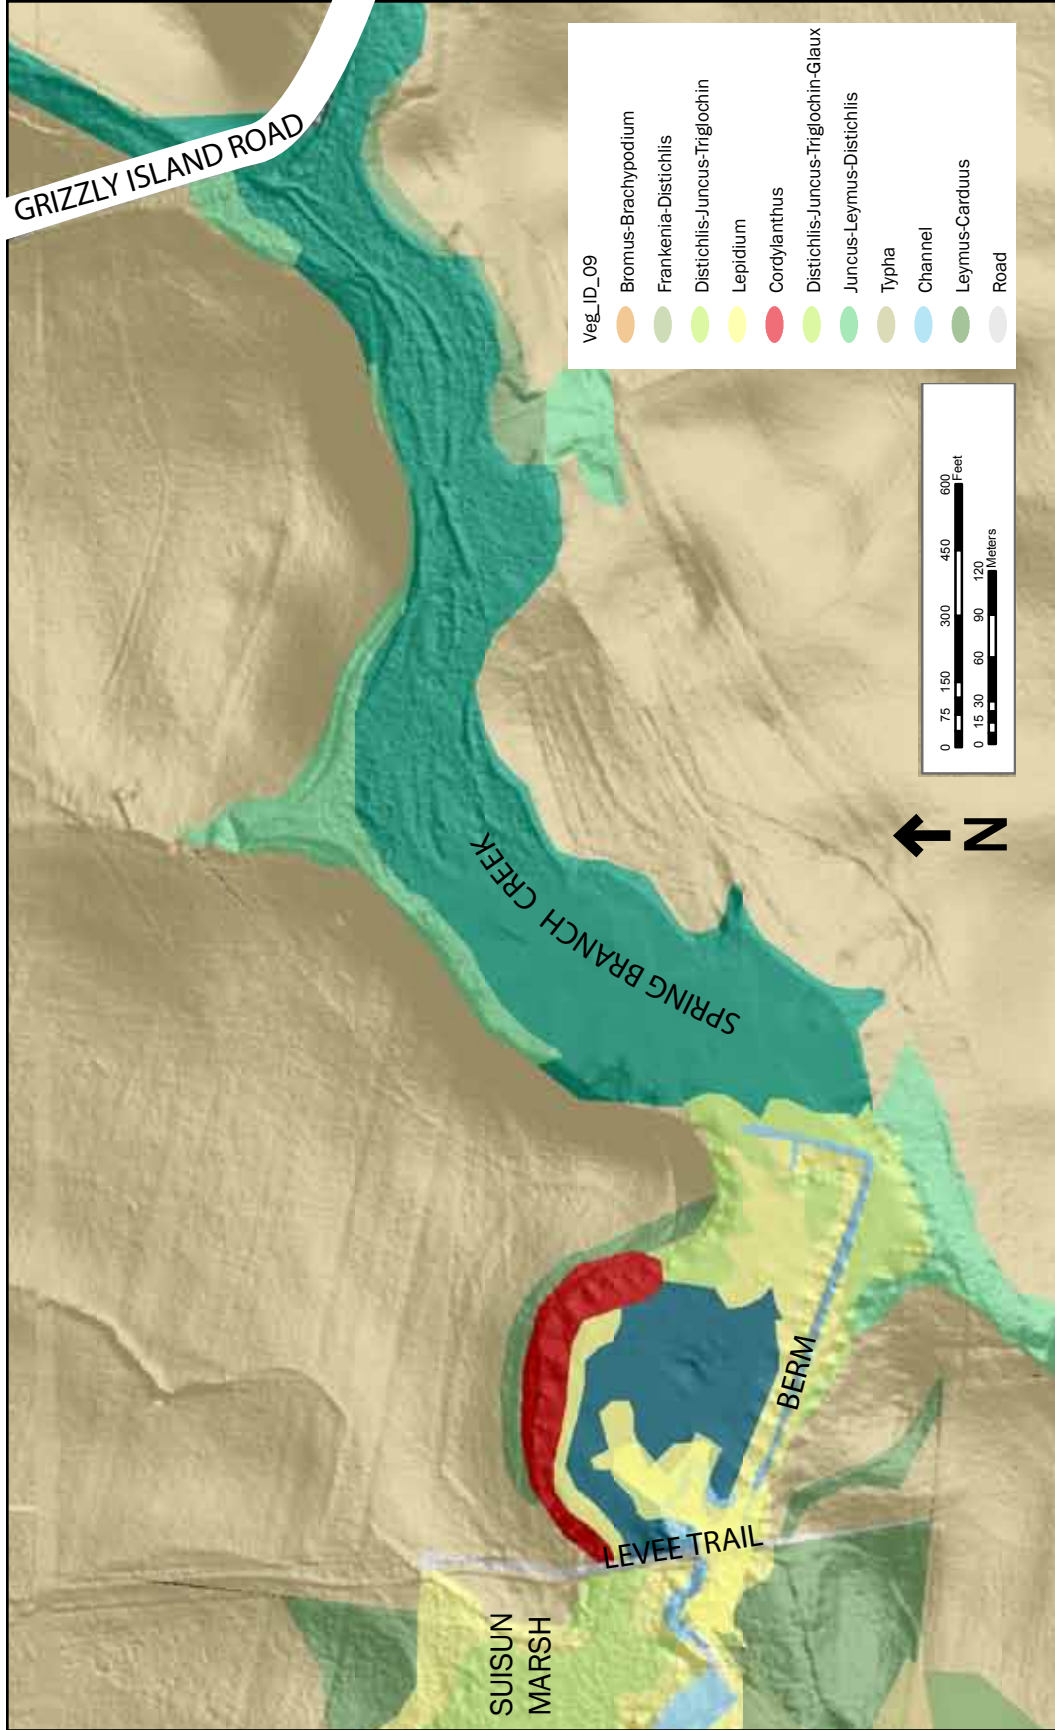 GRIZZLY ISLAND ROAD
SPRING BRANCH CREEK
BERM
LEVEE TRAIL
SUISUN
MARSH
Veg_ID_09
Bromus-Brachypodium
Frankenia-Distichlis
Distichlis-Juncus-Triglochin
Lepidium
Cordylanthus
Distichlis-Juncus-Triglochin-Glaux
Juncus-Leymus-Distichlis
Typha
Channel
Leymus-Carduus
Road
0 75 150 300 450 600
Feet
0 15 30 60 90 120
Meters
N